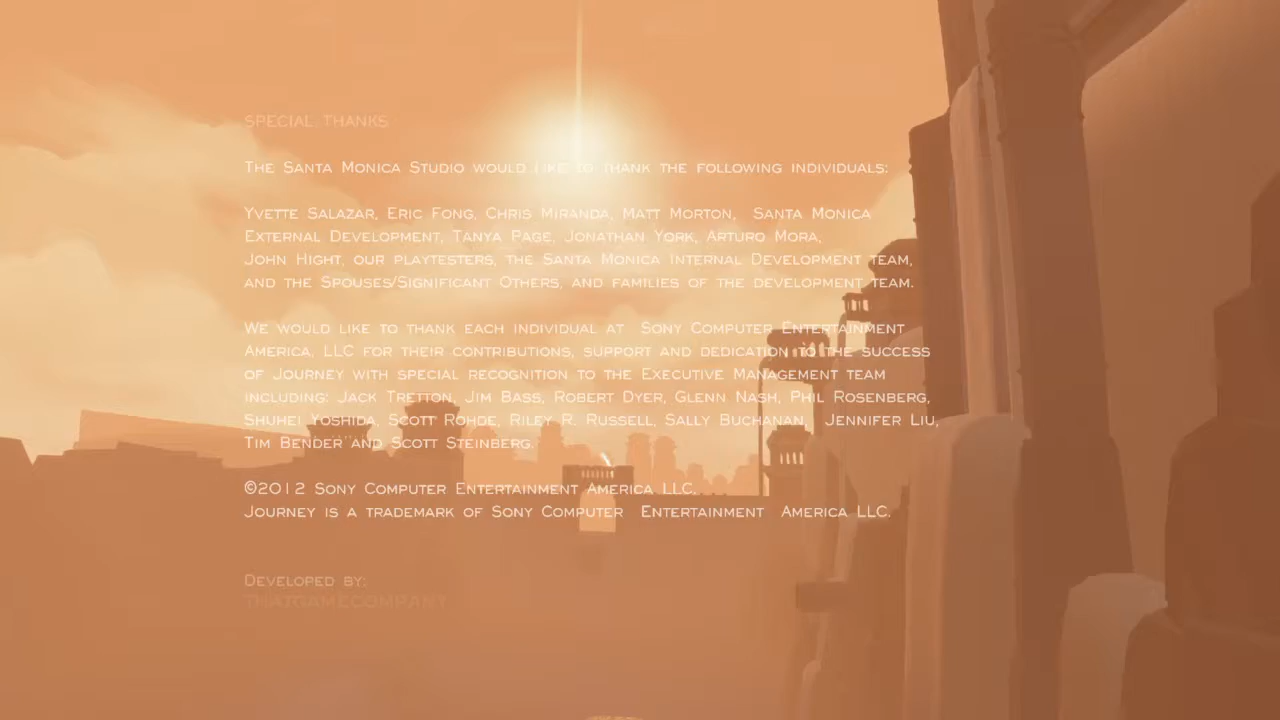 SPECIAL THANKS
THE SANTA MONICA STUDIO WOULD LIKE TO THANK THE FOLLOWING INDIVIDUALS:
YVETTE SALAZAR, ERIC FONG, CHRIS MIRANDA, MATT MORTON, SANTA MONICA
EXTERNAL DEVELOPMENT, TANYA PAGE, JONATHAN YORK, ARTURO MORA,
JOHN HIGHT, OUR PLAYTESTERS, THE SANTA MONICA INTERNAL DEVELOPMENT TEAM,
AND THE SPOUSES/SIGNIFICANT OTHERS, AND FAMILIES OF THE DEVELOPMENT TEAM.
WE WOULD LIKE TO THANK EACH INDIVIDUAL AT SONY COMPUTER ENTERTAINMENT
AMERICA, LLC FOR THEIR CONTRIBUTIONS, SUPPORT AND DEDICATION TO THE SUCCESS
OF JOURNEY WITH SPECIAL RECOGNITION TO THE EXECUTIVE MANAGEMENT TEAM
INCLUDING: JACK TRETTON, JIM BASS, ROBERT DYER, GLENN NASH, PHIL ROSENBERG,
SHUHEI YOSHIDA, SCOTT ROHDE, RILEY R. RUSSELL, SALLY BUCHANAN, JENNIFER LIU,
TIM BENDER AND SCOTT STEINBERG.
©2012 SONY COMPUTER ENTERTAINMENT AMERICA LLC.
JOURNEY IS A TRADEMARK OF SONY COMPUTER ENTERTAINMENT AMERICA LLC.
DEVELOPED BY:
THATGAMECOMPANY